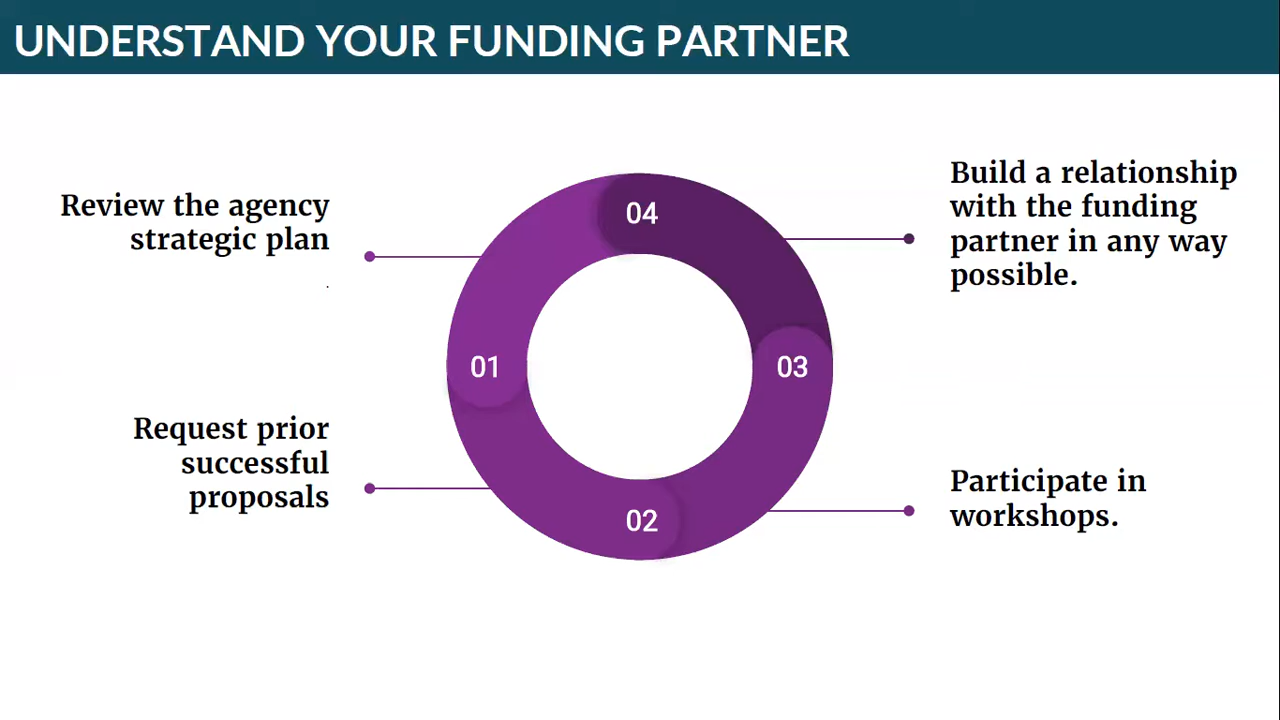 UNDERSTAND YOUR FUNDING PARTNER
Review the agency
strategic plan
.
01
Request prior
successful
proposals
02
Participate in
workshops.
03
Build a relationship
with the funding
partner in any way
possible.
04